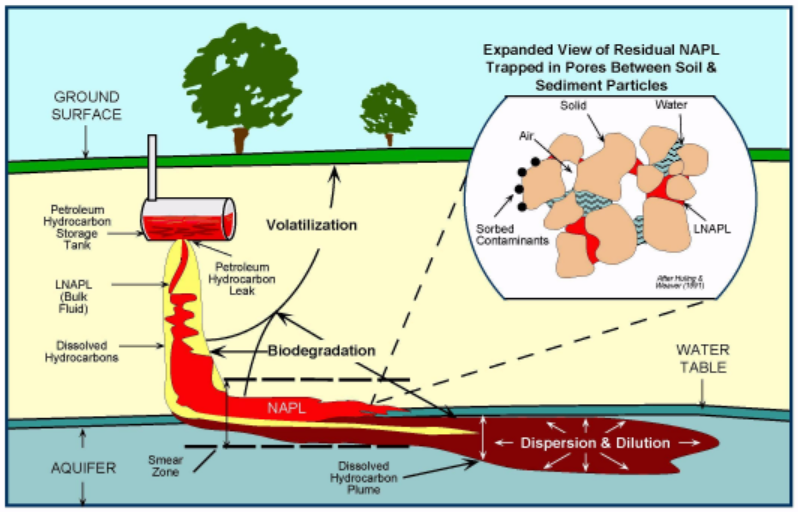 Expanded View of Residual NAPL
Trapped in Pores Between Soil &
Sediment Particles
GROUND
SURFACE
Solid
Water
Air
Sorbed
Contaminants
LNAPL
After Huling &
Weaver (1991)
Petroleum
Hydrocarbon
Storage
Tank
Volatilization
Petroleum
Hydrocarbon
Leak
LNAPL
(Bulk
Fluid)
Dissolved
Hydrocarbons
Biodegradation
WATER
TABLE
NAPL
Dispersion & Dilution
AQUIFER
Smear
Zone
Dissolved
Hydrocarbon
Plume